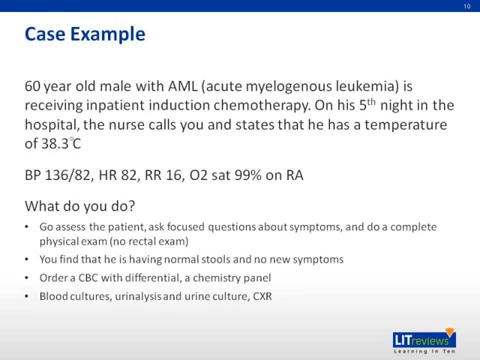 10
Case Example
60 year old male with AML (acute myelogenous leukemia) is
receiving inpatient induction chemotherapy. On his 5th night in the
hospital, the nurse calls you and states that he has a temperature
of 38.3°C
BP 136/82, HR 82, RR 16, O2 sat 99% on RA
What do you do?
• Go assess the patient, ask focused questions about symptoms, and do a complete
physical exam (no rectal exam)
• You find that he is having normal stools and no new symptoms
• Order a CBC with differential, a chemistry panel
• Blood cultures, urinalysis and urine culture, CXR
LITreviews
Learning in Ten